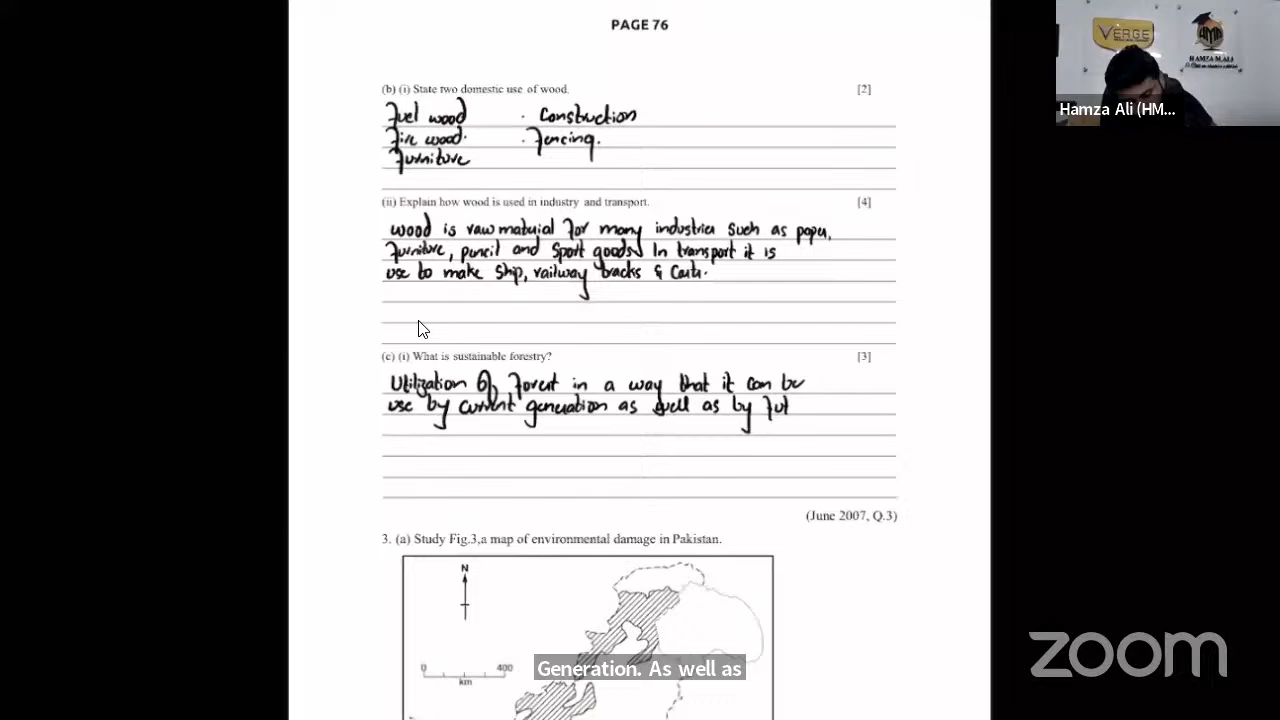 PAGE 76
VERGE
HMA
HAMZA M.ALI
Hamza Ali (HM...
(b) (i) State two domestic use of wood. [2]
Fuel wood · Construction
Fire wood. · Fencing.
Furniture
(ii) Explain how wood is used in industry and transport. [4]
wood is raw material for many industries such as paper,
furniture, pencil and sport goods. In transport it is
use to make ship, railway tracks & carts.
(c) (i) What is sustainable forestry? [3]
Utilization of forest in a way that it can be
use by current generation as well as by fut
(June 2007, Q.3)
3. (a) Study Fig.3,a map of environmental damage in Pakistan.
N
0 400
km
Generation. As well as
zoom